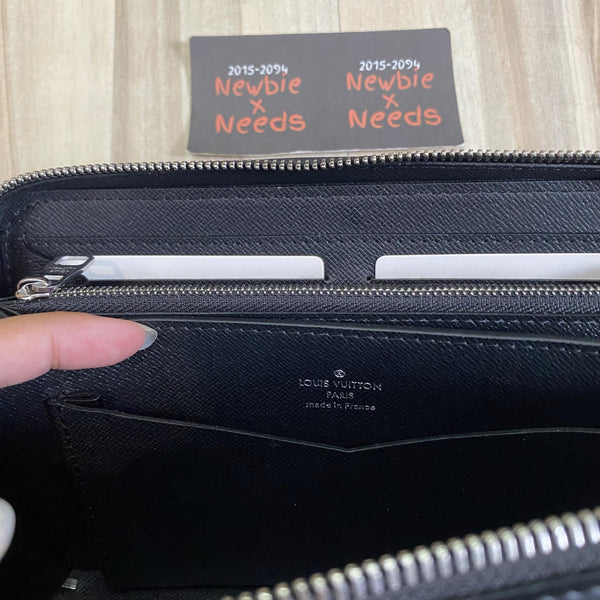 2015-2094
Newbie
x
Needs
2015-2094
Newbie
x
Needs
LOUIS VUITTON
PARIS
made in France